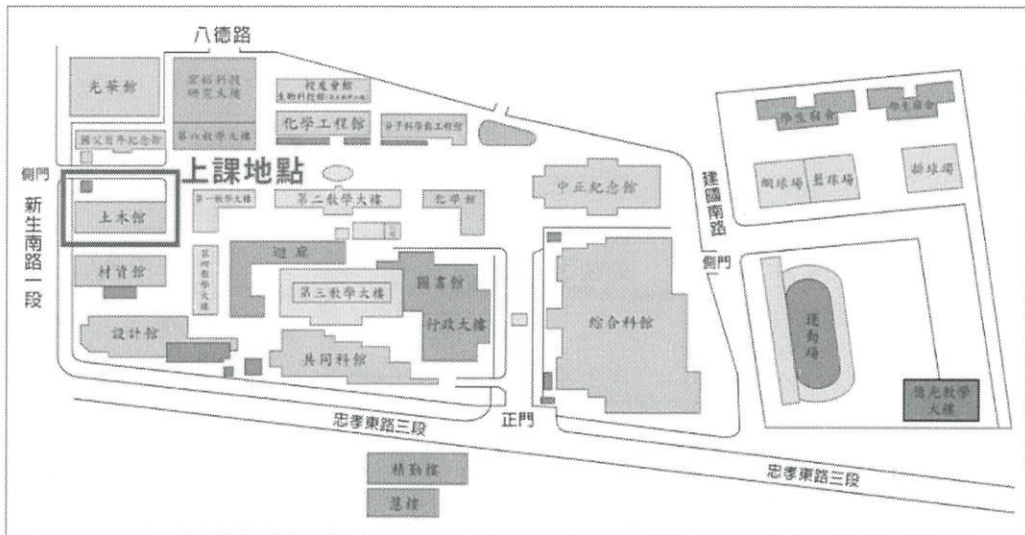 八德路
光華館
宏裕科技
研究大樓
校友會館
化學工程館
分子科學與工程館
國父百年紀念館
第六教學大樓
學生宿舍
學生宿舍
側門
上課地點
新生南路一段
土木館
第一教學大樓
第二教學大樓
化學館
中正紀念館
建國南路
網球場
籃球場
排球場
側門
材資館
第四教學大樓
迴廊
圖書館
第三教學大樓
行政大樓
綜合科館
運動場
設計館
共同科館
億光教學
大樓
忠孝東路三段
正門
忠孝東路三段
精勤樓
慧樓